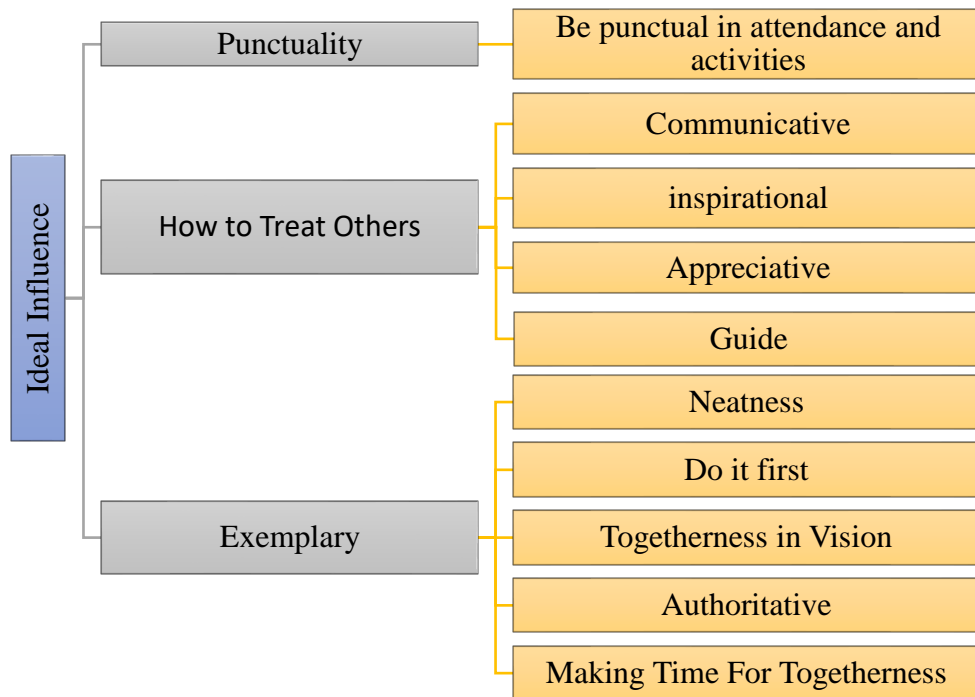 Ideal Influence
Punctuality
Be punctual in attendance and
activities
How to Treat Others
Communicative
inspirational
Appreciative
Guide
Exemplary
Neatness
Do it first
Togetherness in Vision
Authoritative
Making Time For Togetherness